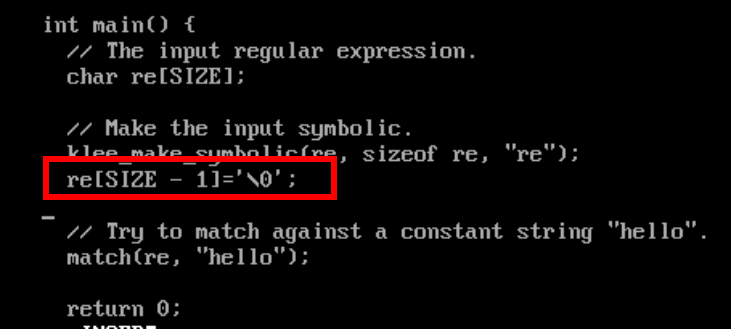 int main() {
// The input regular expression.
char re[SIZE];
// Make the input symbolic.
klee_make_symbolic(re, sizeof re, "re");
re[SIZE - 1]='\0';
// Try to match against a constant string "hello".
match(re, "hello");
return 0;